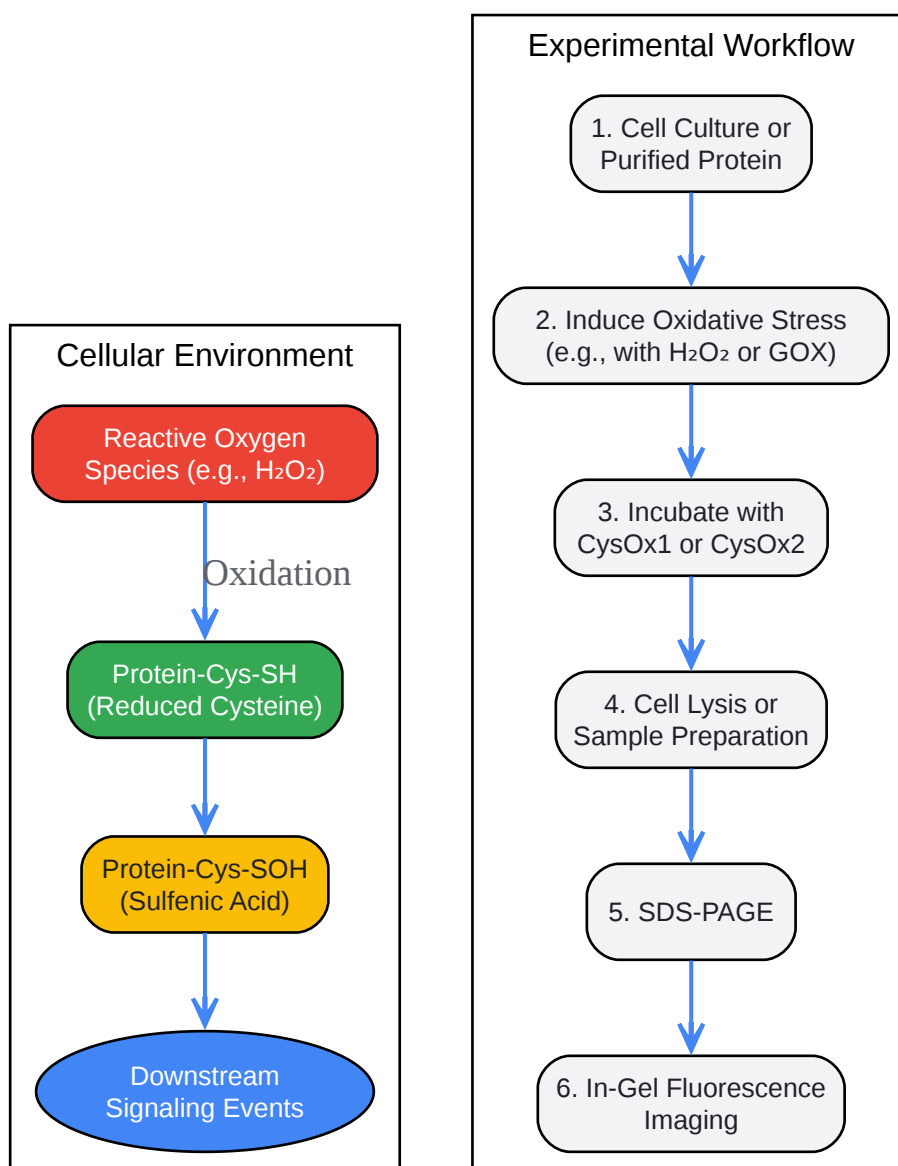 Cellular Environment
Reactive Oxygen
Species (e.g., H₂O₂)
Oxidation
Protein-Cys-SH
(Reduced Cysteine)
Protein-Cys-SOH
(Sulfenic Acid)
Downstream
Signaling Events
Experimental Workflow
1. Cell Culture or
Purified Protein
2. Induce Oxidative Stress
(e.g., with H₂O₂ or GOX)
3. Incubate with
CysOx1 or CysOx2
4. Cell Lysis or
Sample Preparation
5. SDS-PAGE
6. In-Gel Fluorescence
Imaging